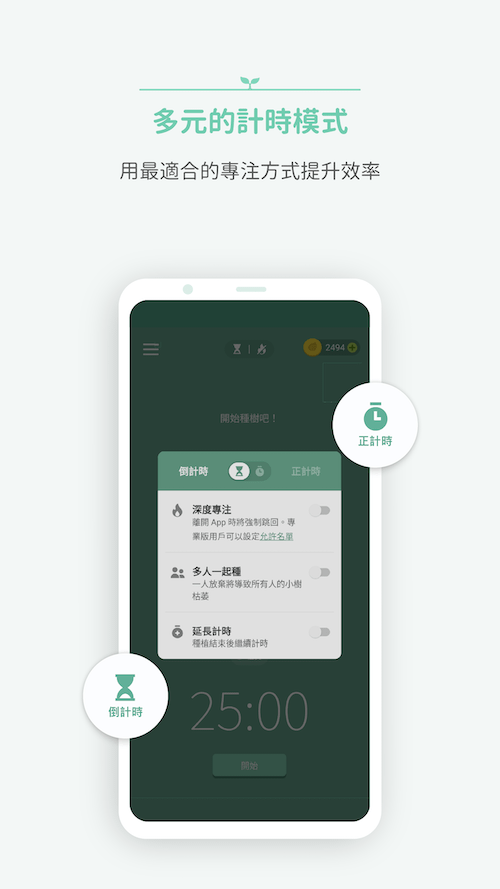 多元的計時模式
用最適合的專注方式提升效率
2494
開始種樹吧！
正計時
倒計時
正計時
深度專注
離開 App 時將強制跳回。專
業版用戶可以設定允許名單
多人一起種
一人放棄將導致所有人的小樹
枯萎
延長計時
種植結束後繼續計時
倒計時
25:00
開始